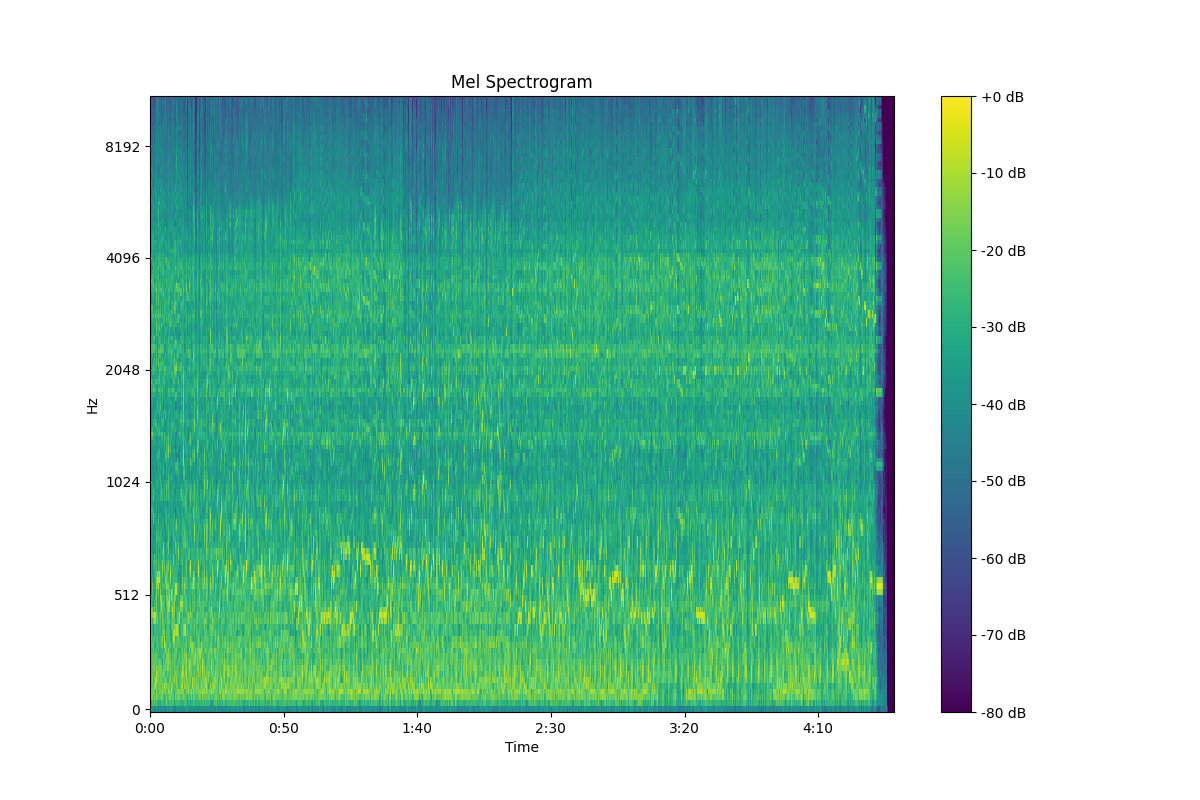 Mel Spectrogram
Hz
8192
4096
2048
1024
512
0
0:00 0:50 1:40 2:30 3:20 4:10
Time
+0 dB
-10 dB
-20 dB
-30 dB
-40 dB
-50 dB
-60 dB
-70 dB
-80 dB